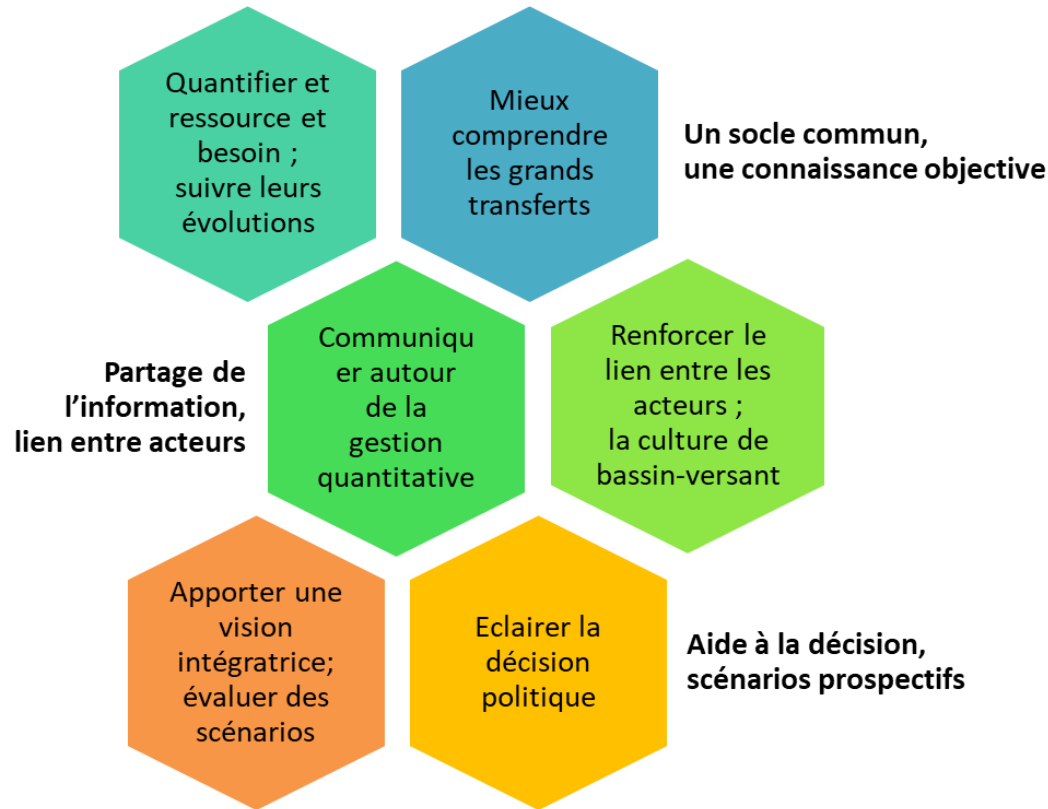 Quantifier et
ressource et
besoin ;
suivre leurs
évolutions
Mieux
comprendre
les grands
transferts
Un socle commun,
une connaissance objective
Partage de
l’information,
lien entre acteurs
Communiqu
er autour
de la
gestion
quantitative
Renforcer le
lien entre les
acteurs ;
la culture de
bassin-versant
Apporter une
vision
intégratrice;
évaluer des
scénarios
Eclairer la
décision
politique
Aide à la décision,
scénarios prospectifs